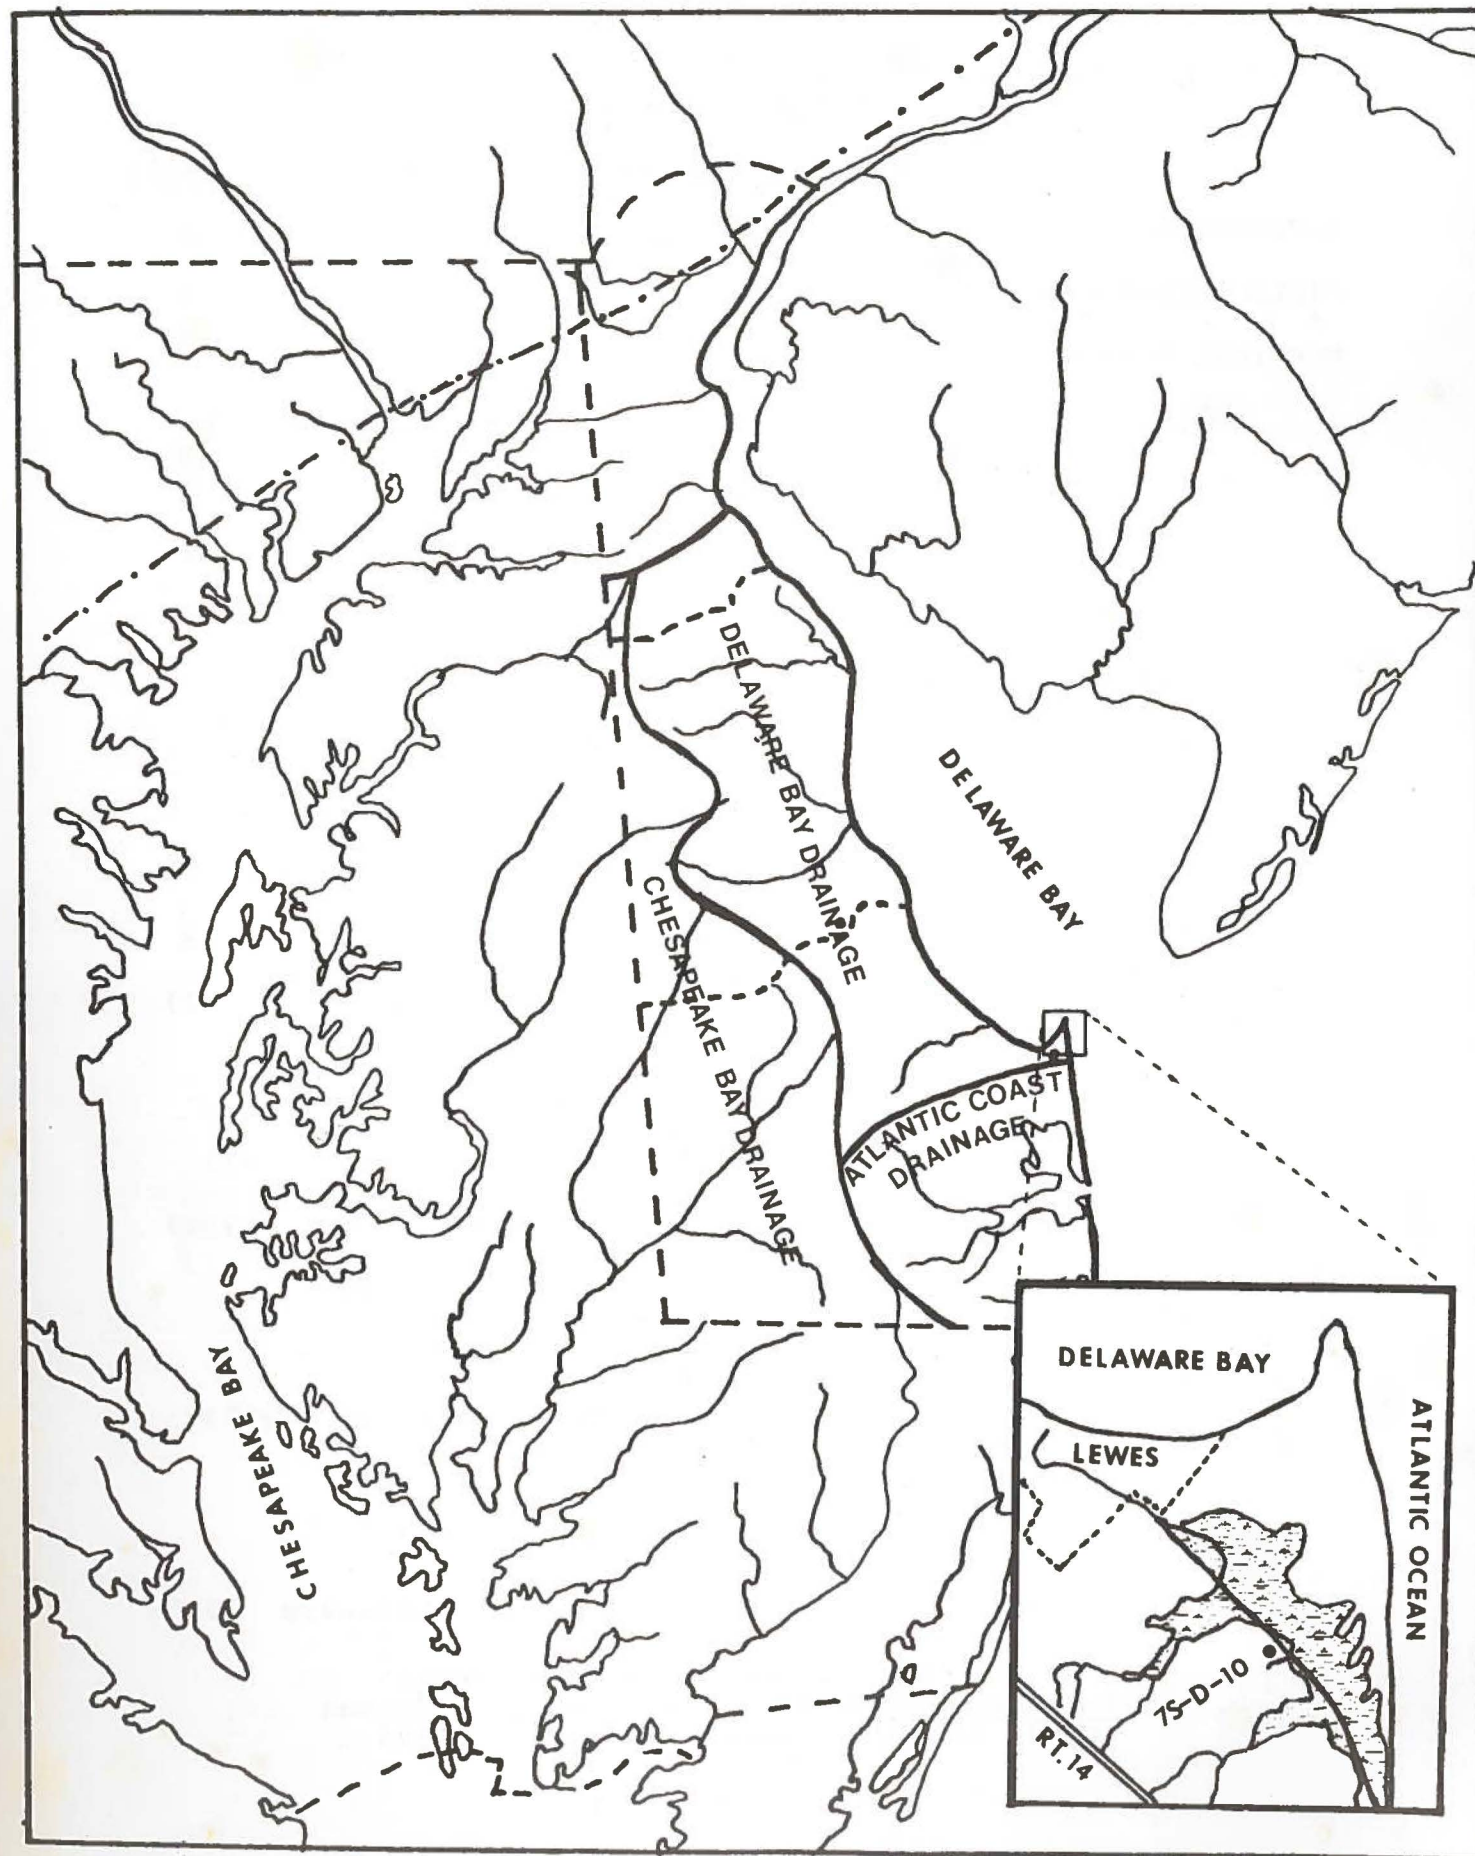 DELAWARE BAY DRAINAGE
DELAWARE BAY
CHESAPEAKE BAY DRAINAGE
ATLANTIC COAST
DRAINAGE
CHESAPEAKE BAY
DELAWARE BAY
LEWES
ATLANTIC OCEAN
7S-D-10
RT. 14